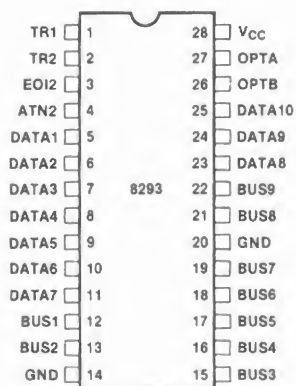 TR1 1 28 VCC
TR2 2 27 OPTA
EOI2 3 26 OPTB
ATN2 4 25 DATA10
DATA1 5 24 DATA9
DATA2 6 23 DATA8
DATA3 7 8293 22 BUS9
DATA4 8 21 BUS8
DATA5 9 20 GND
DATA6 10 19 BUS7
DATA7 11 18 BUS6
BUS1 12 17 BUS5
BUS2 13 16 BUS4
GND 14 15 BUS3